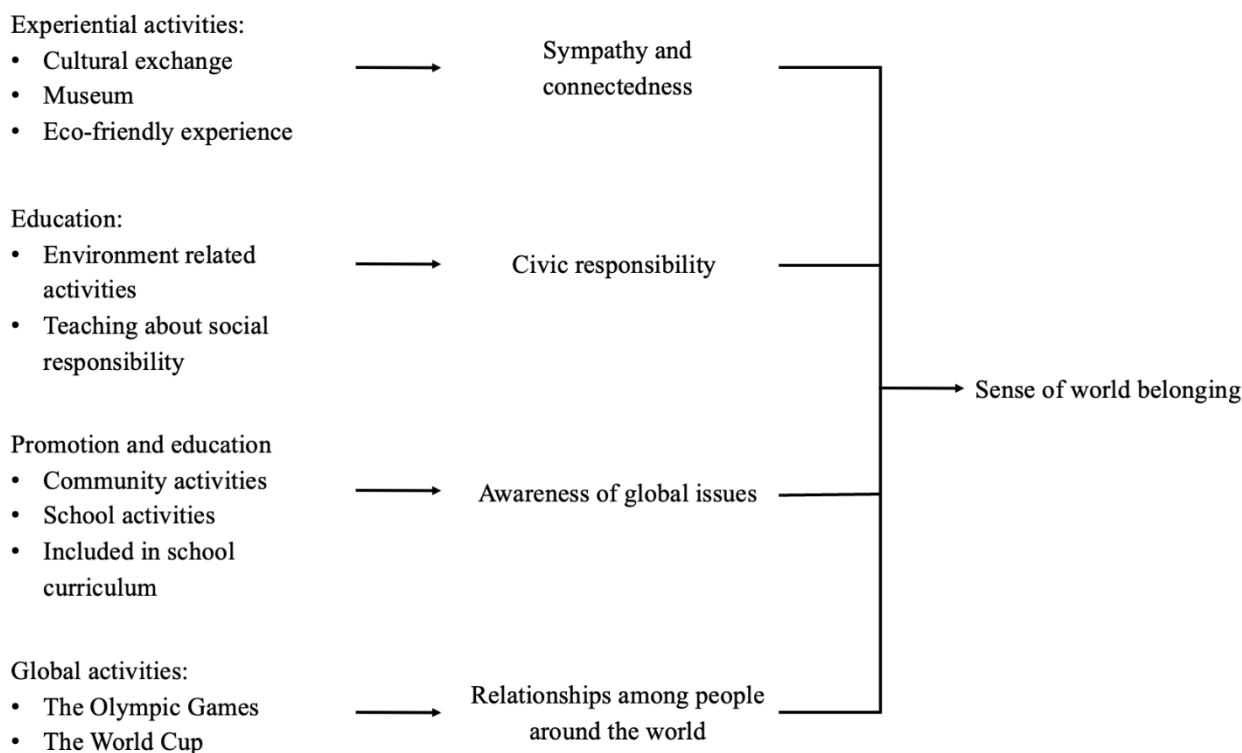 Experiential activities:
• Cultural exchange
• Museum
• Eco-friendly experience
Sympathy and
connectedness
Education:
• Environment related
activities
• Teaching about social
responsibility
Civic responsibility
Sense of world belonging
Promotion and education
• Community activities
• School activities
• Included in school
curriculum
Awareness of global issues
Global activities:
• The Olympic Games
• The World Cup
Relationships among people
around the world